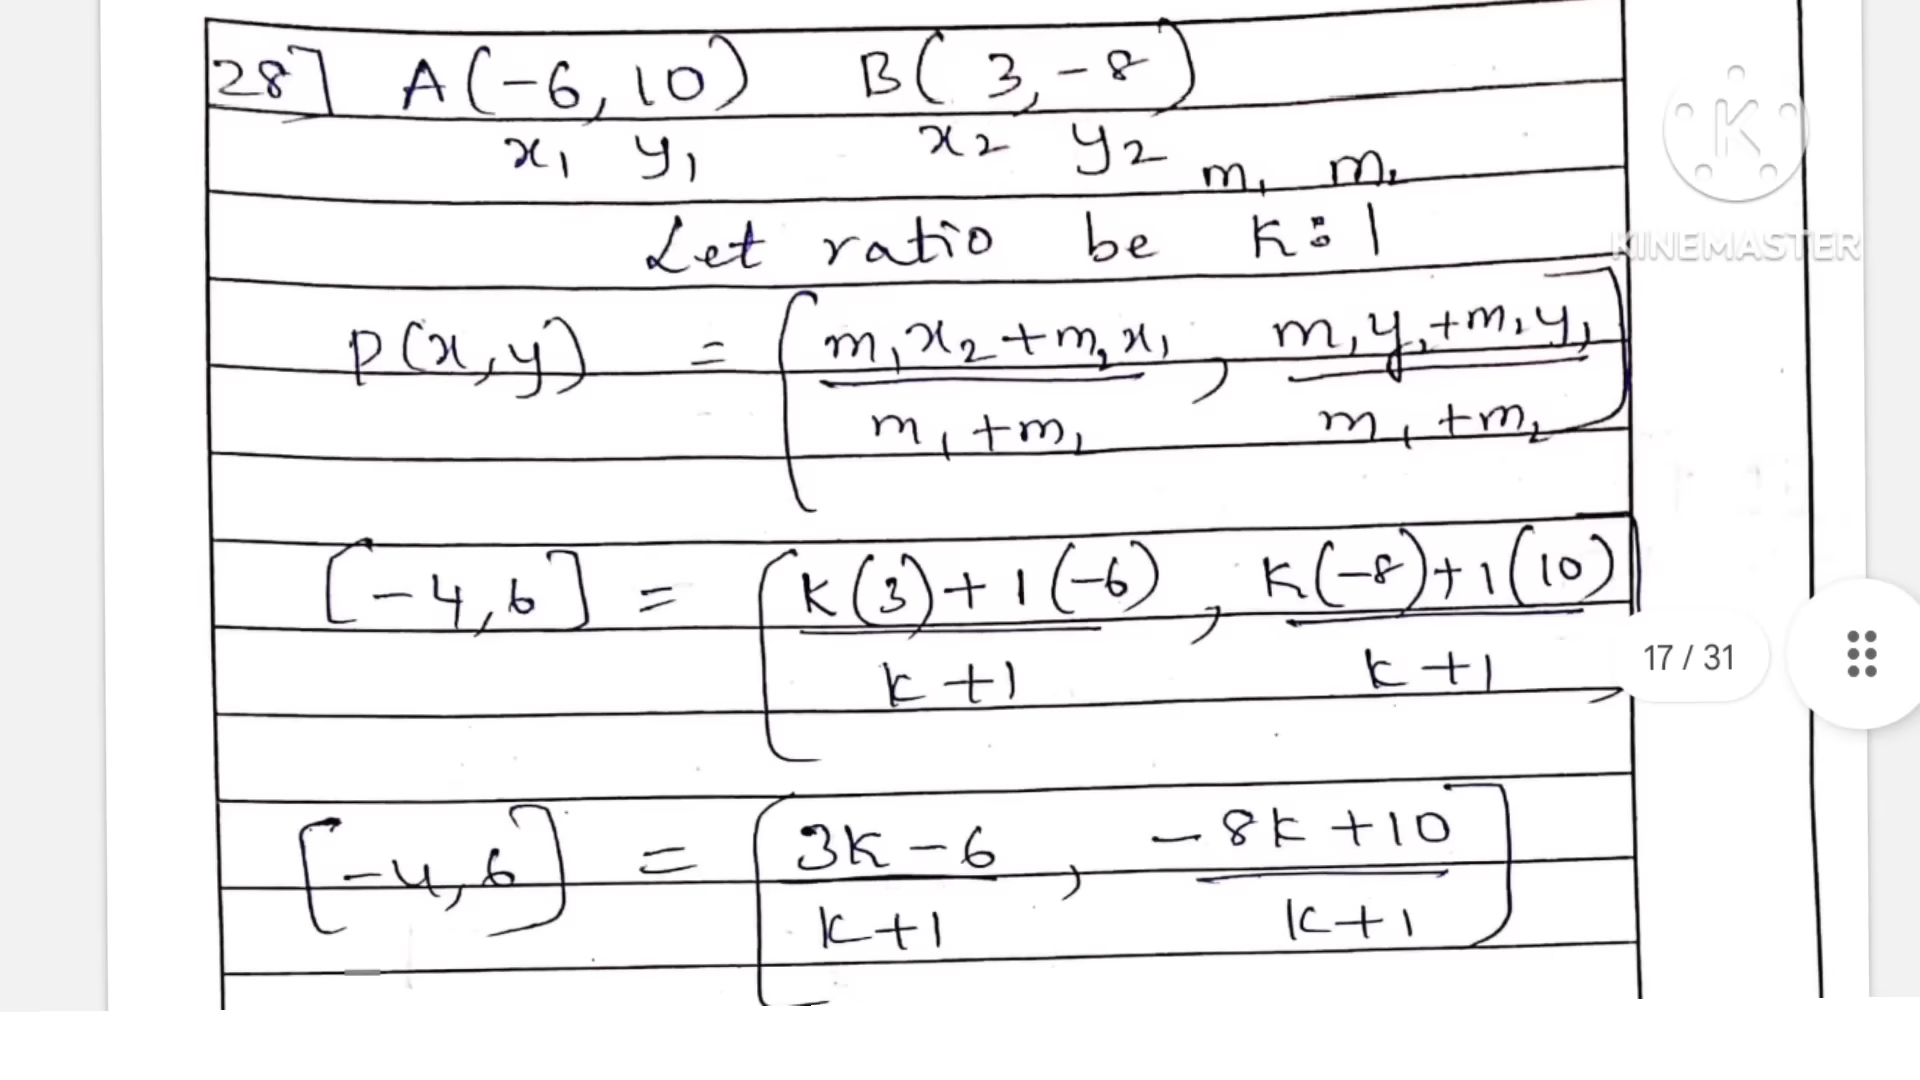 28] A(-6, 10) B(3, -8)
x1 y1 x2 y2 m1 m2
Let ratio be K:1
P(x, y) = [m1x2+m2x1 / m1+m2, m1y2+m2y1 / m1+m2]
[-4, 6] = [K(3)+1(-6) / K+1, K(-8)+1(10) / K+1]
[-4, 6] = [3K-6 / K+1, -8K+10 / K+1]
K
KINEMASTER
17 / 31